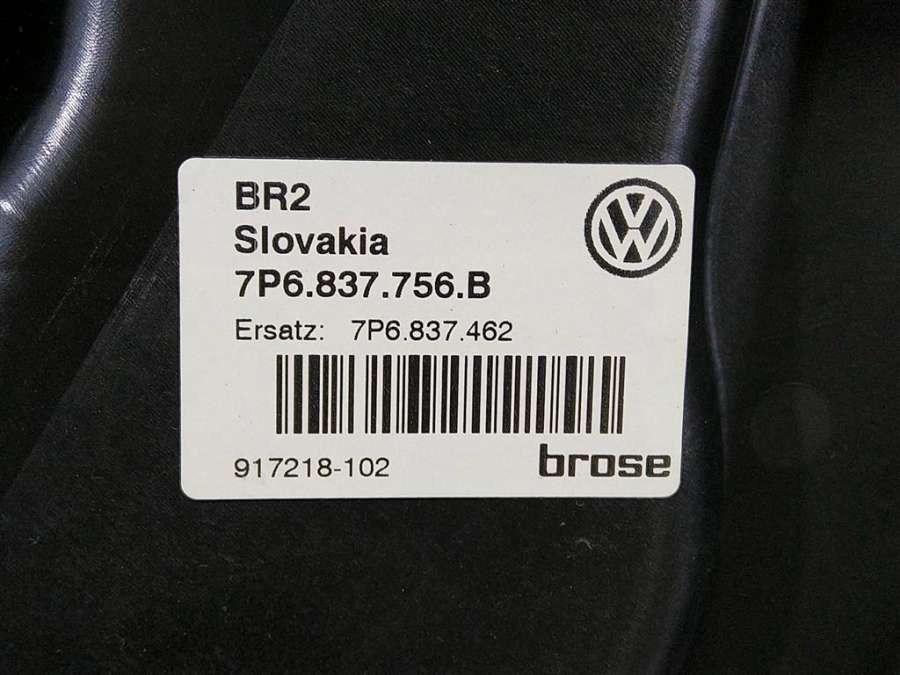 BR2
Slovakia
7P6.837.756.B
Ersatz: 7P6.837.462
917218-102
brose